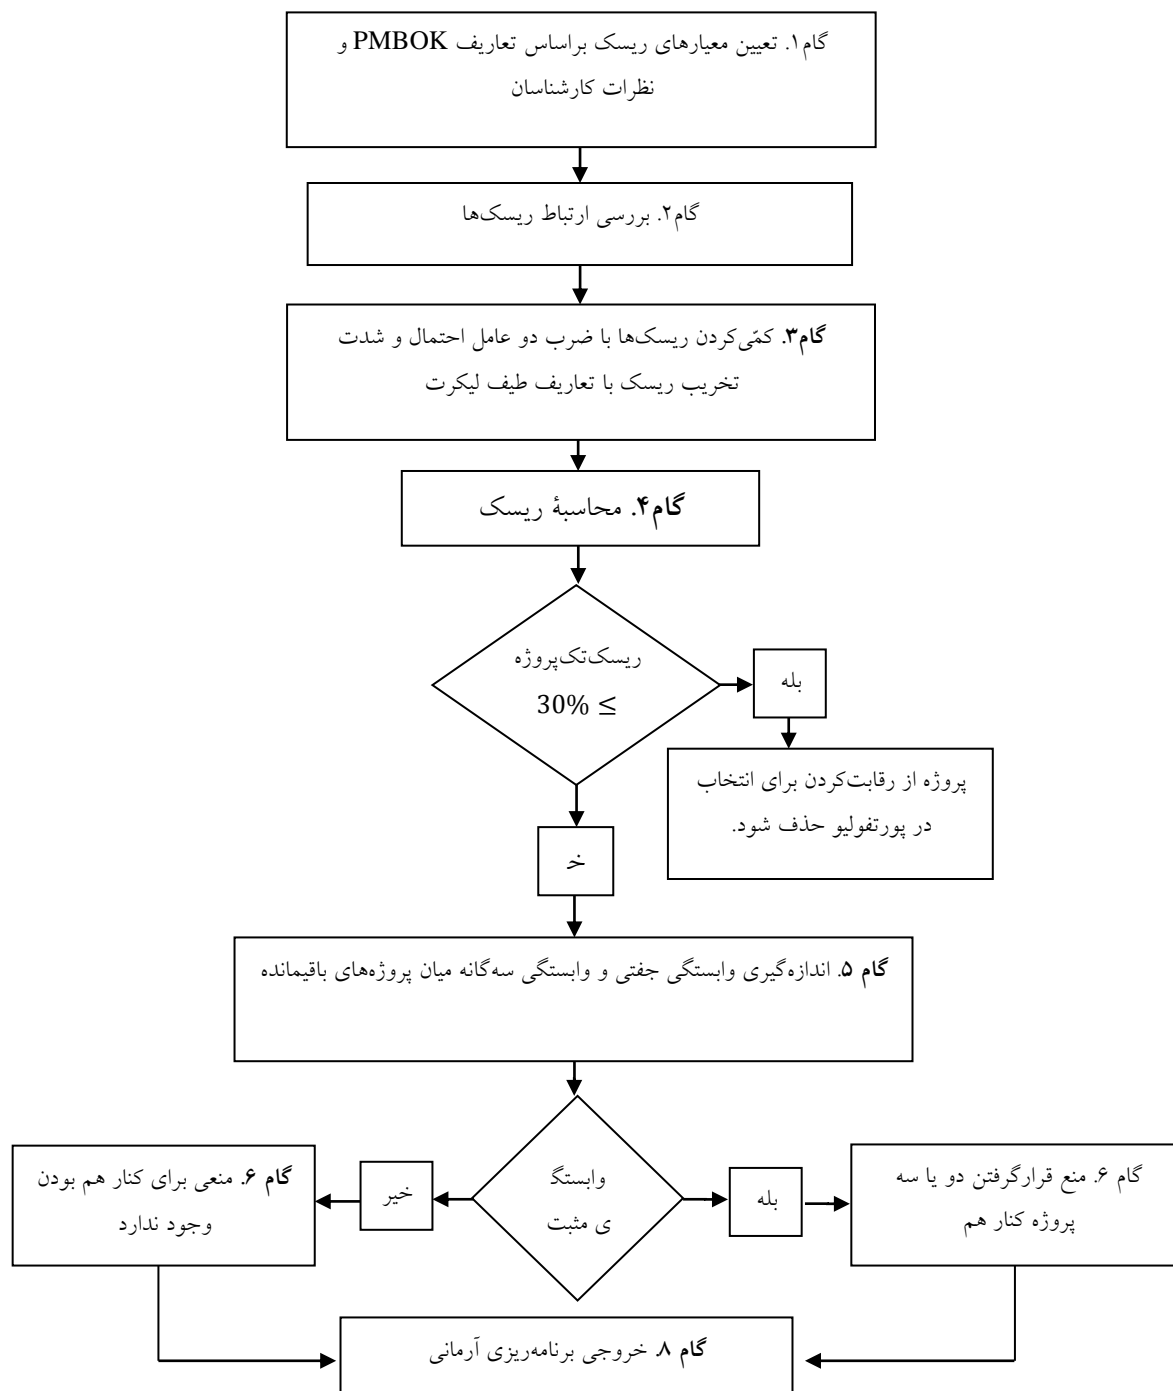 گام۱. تعیین معیارهای ریسک براساس تعاریف PMBOK و
نظرات کارشناسان
گام۲. بررسی ارتباط ریسک‌ها
گام۳. کمّی‌کردن ریسک‌ها با ضرب دو عامل احتمال و شدت
تخریب ریسک با تعاریف طیف لیکرت
گام۴. محاسبۀ ریسک
ریسک‌تک‌پروژه
30% ≤
بله
پروژه از رقابت‌کردن برای انتخاب
در پورتفولیو حذف شود.
خ
گام ۵. اندازه‌گیری وابستگی جفتی و وابستگی سه‌گانه میان پروژه‌های باقیمانده
وابستگ
ی مثبت
بله
گام ۶. منع قرارگرفتن دو یا سه
پروژه کنار هم
خیر
گام ۶. منعی برای کنار هم بودن
وجود ندارد
گام ۸. خروجی برنامه‌ریزی آرمانی